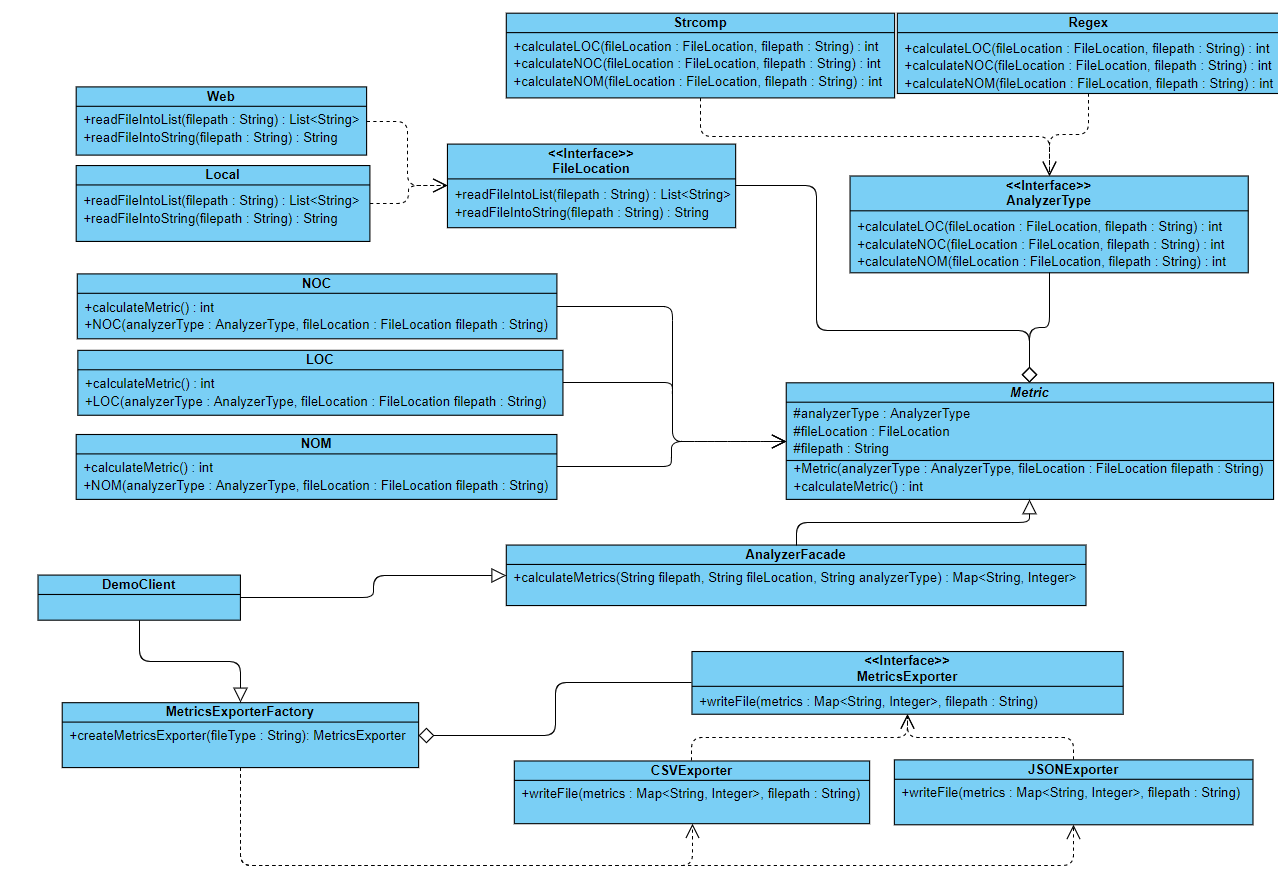 Strcomp
+calculateLOC(fileLocation : FileLocation, filepath : String) : int
+calculateNOC(fileLocation : FileLocation, filepath : String) : int
+calculateNOM(fileLocation : FileLocation, filepath : String) : int
Regex
+calculateLOC(fileLocation : FileLocation, filepath : String) : int
+calculateNOC(fileLocation : FileLocation, filepath : String) : int
+calculateNOM(fileLocation : FileLocation, filepath : String) : int
Web
+readFileIntoList(filepath : String) : List<String>
+readFileIntoString(filepath : String) : String
Local
+readFileIntoList(filepath : String) : List<String>
+readFileIntoString(filepath : String) : String
<<Interface>>
FileLocation
+readFileIntoList(filepath : String) : List<String>
+readFileIntoString(filepath : String) : String
<<Interface>>
AnalyzerType
+calculateLOC(fileLocation : FileLocation, filepath : String) : int
+calculateNOC(fileLocation : FileLocation, filepath : String) : int
+calculateNOM(fileLocation : FileLocation, filepath : String) : int
NOC
+calculateMetric() : int
+NOC(analyzerType : AnalyzerType, fileLocation : FileLocation filepath : String)
LOC
+calculateMetric() : int
+LOC(analyzerType : AnalyzerType, fileLocation : FileLocation filepath : String)
NOM
+calculateMetric() : int
+NOM(analyzerType : AnalyzerType, fileLocation : FileLocation filepath : String)
Metric
#analyzerType : AnalyzerType
#fileLocation : FileLocation
#filepath : String
+Metric(analyzerType : AnalyzerType, fileLocation : FileLocation filepath : String)
+calculateMetric() : int
AnalyzerFacade
+calculateMetrics(String filepath, String fileLocation, String analyzerType) : Map<String, Integer>
DemoClient
MetricsExporterFactory
+createMetricsExporter(fileType : String): MetricsExporter
<<Interface>>
MetricsExporter
+writeFile(metrics : Map<String, Integer>, filepath : String)
CSVExporter
+writeFile(metrics : Map<String, Integer>, filepath : String)
JSONExporter
+writeFile(metrics : Map<String, Integer>, filepath : String)